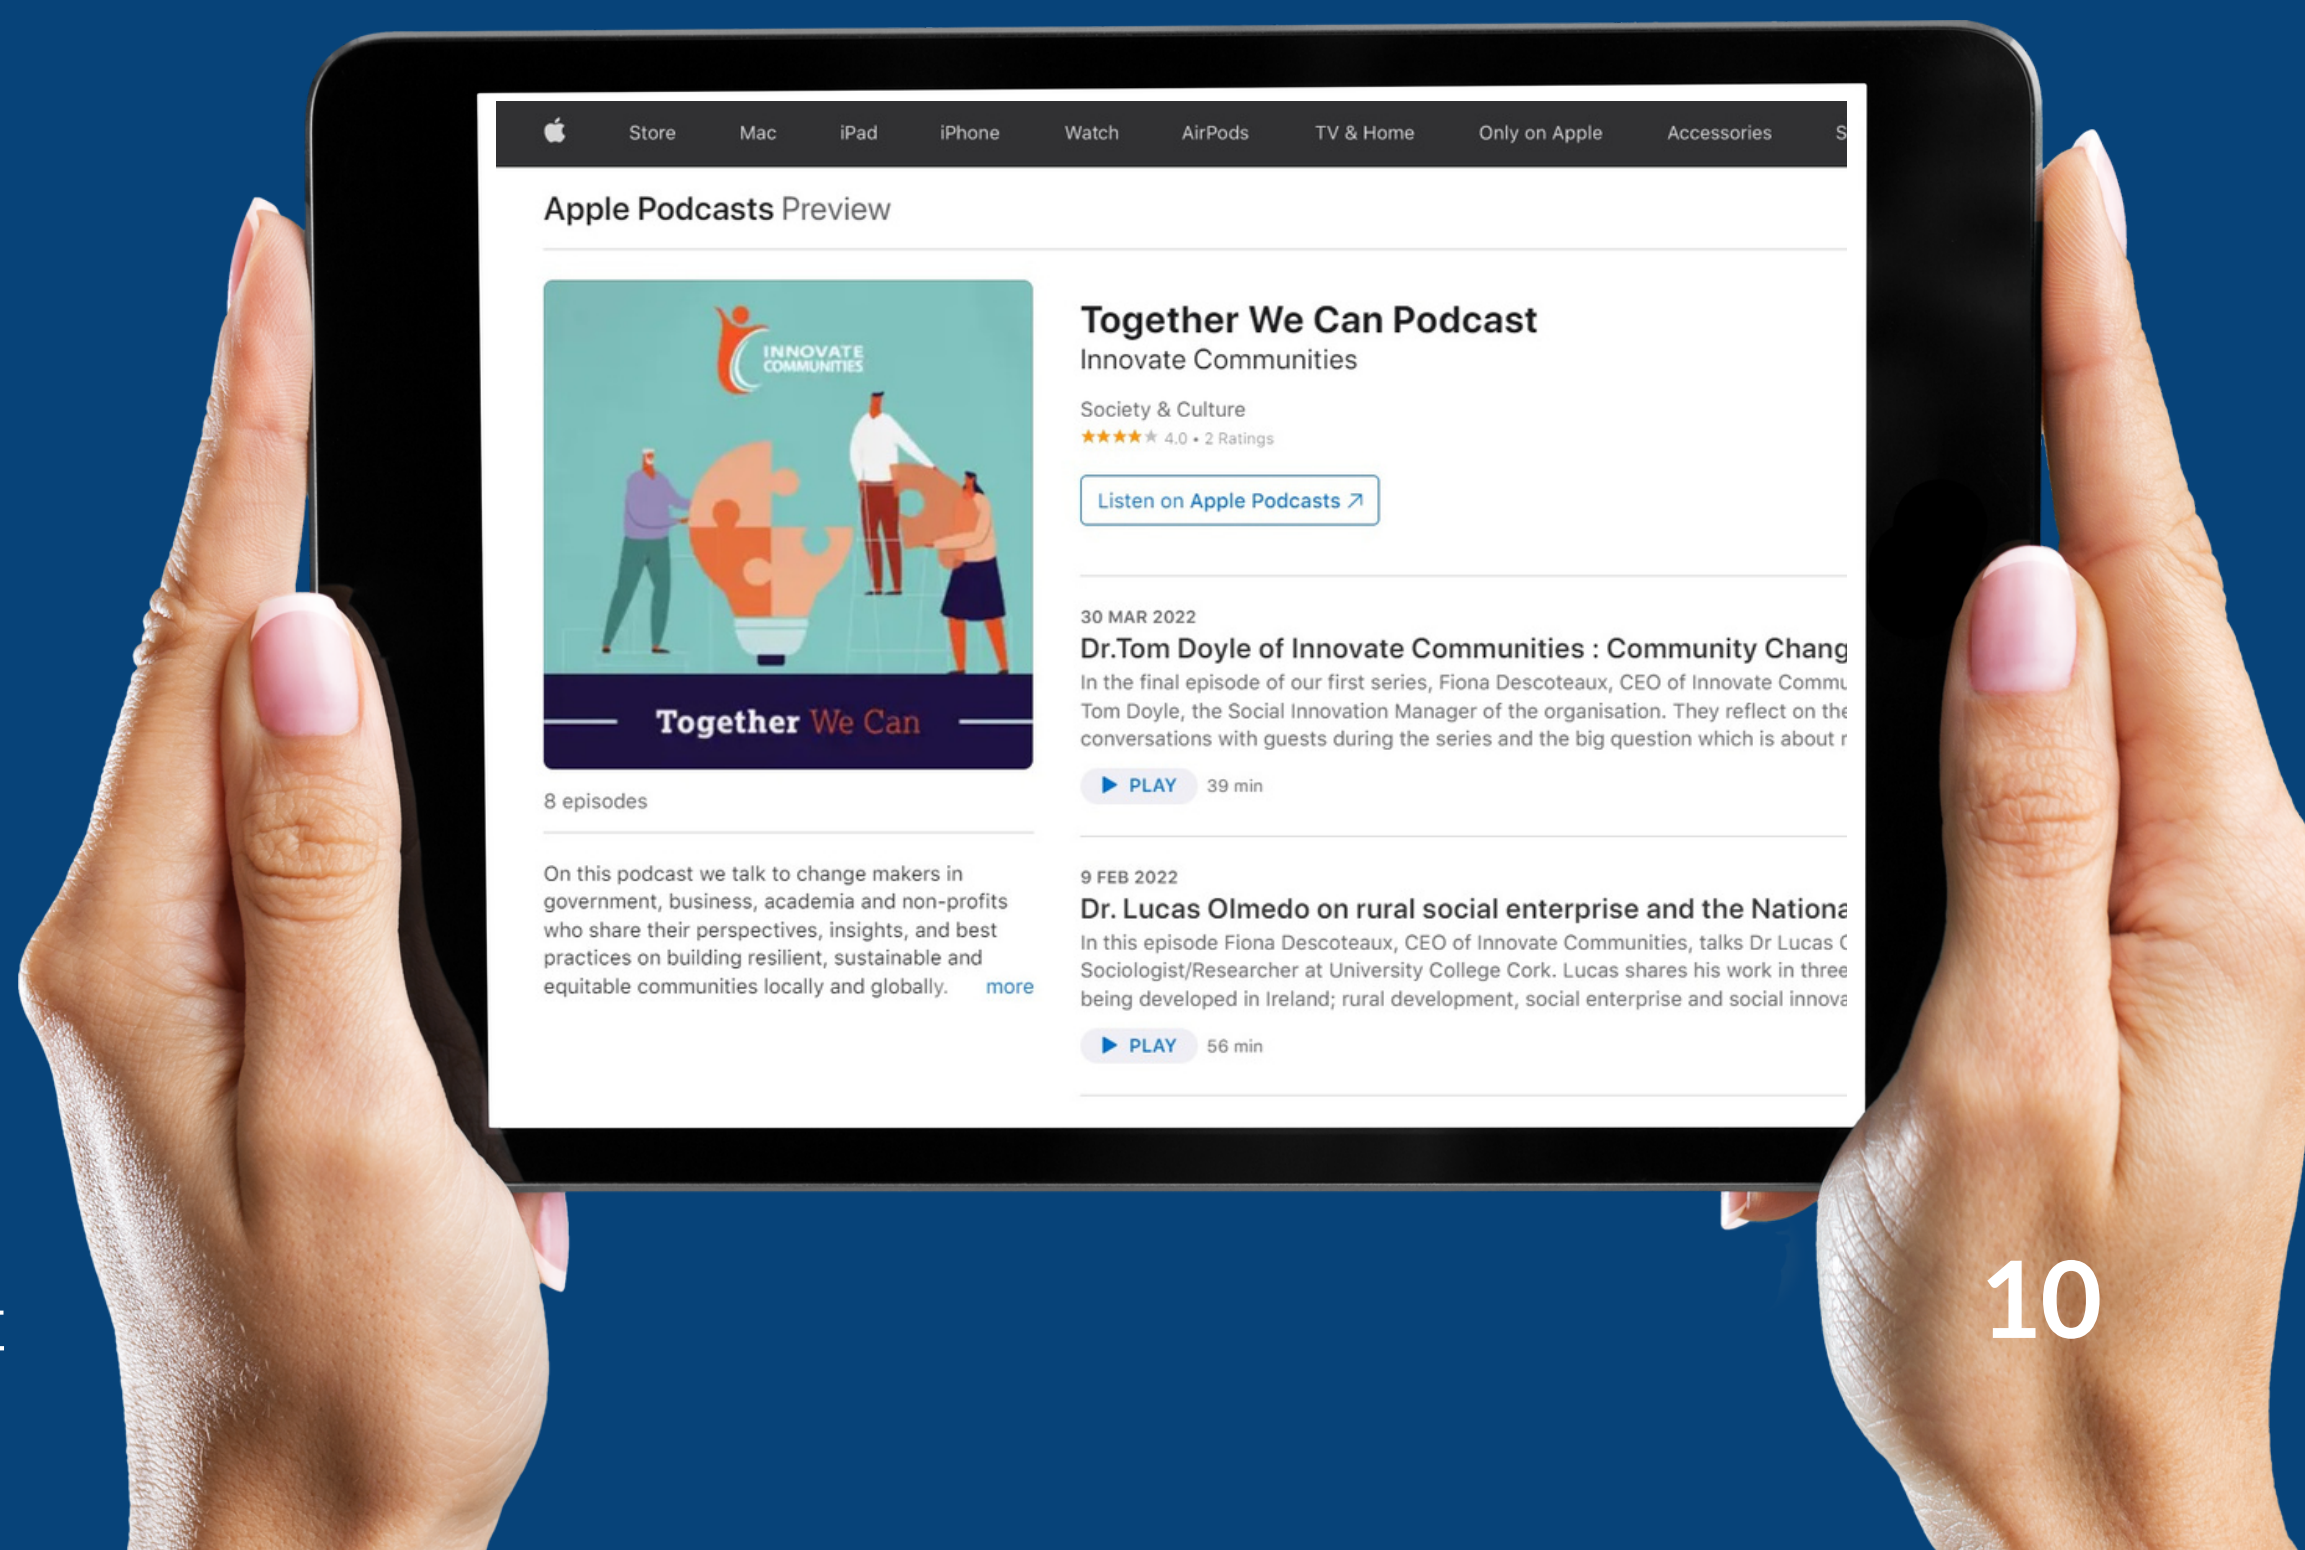 Store Mac iPad iPhone Watch AirPods TV & Home Only on Apple Accessories S
Apple Podcasts Preview
INNOVATE
COMMUNITIES
Together We Can
8 episodes
On this podcast we talk to change makers in
government, business, academia and non-profits
who share their perspectives, insights, and best
practices on building resilient, sustainable and
equitable communities locally and globally. more
Together We Can Podcast
Innovate Communities
Society & Culture
★★★★★ 4.0 • 2 Ratings
Listen on Apple Podcasts ↗
30 MAR 2022
Dr.Tom Doyle of Innovate Communities : Community Chang
In the final episode of our first series, Fiona Descoteaux, CEO of Innovate Commu
Tom Doyle, the Social Innovation Manager of the organisation. They reflect on the
conversations with guests during the series and the big question which is about r
▶ PLAY 39 min
9 FEB 2022
Dr. Lucas Olmedo on rural social enterprise and the Nationa
In this episode Fiona Descoteaux, CEO of Innovate Communities, talks Dr Lucas O
Sociologist/Researcher at University College Cork. Lucas shares his work in three
being developed in Ireland; rural development, social enterprise and social innova
▶ PLAY 56 min
10